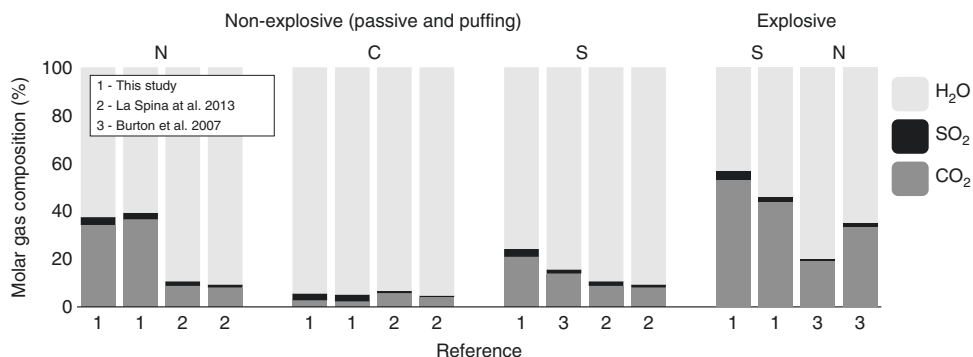 Non-explosive (passive and puffing) Explosive
N C S S N
Molar gas composition (%)
100
80
60
40
20
0
1 - This study
2 - La Spina at al. 2013
3 - Burton et al. 2007
H2O
SO2
CO2
1 1 2 2 1 1 2 2 1 3 2 2 1 1 3 3
Reference